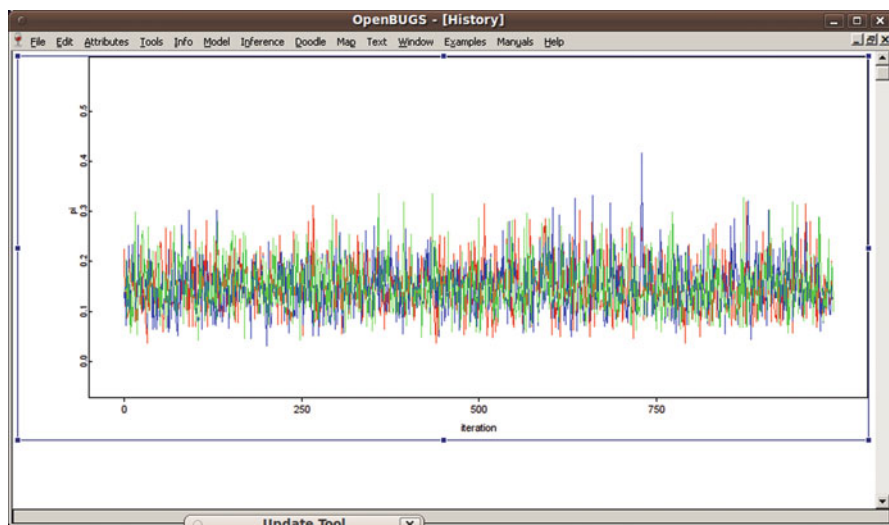 OpenBUGS - [History]
File Edit Attributes Tools Info Model Inference Doodle Map Text Window Examples Manuals Help
0.5
0.4
0.3
pi
0.2
0.1
0.0
0 250 500 750
iteration
Update Tool